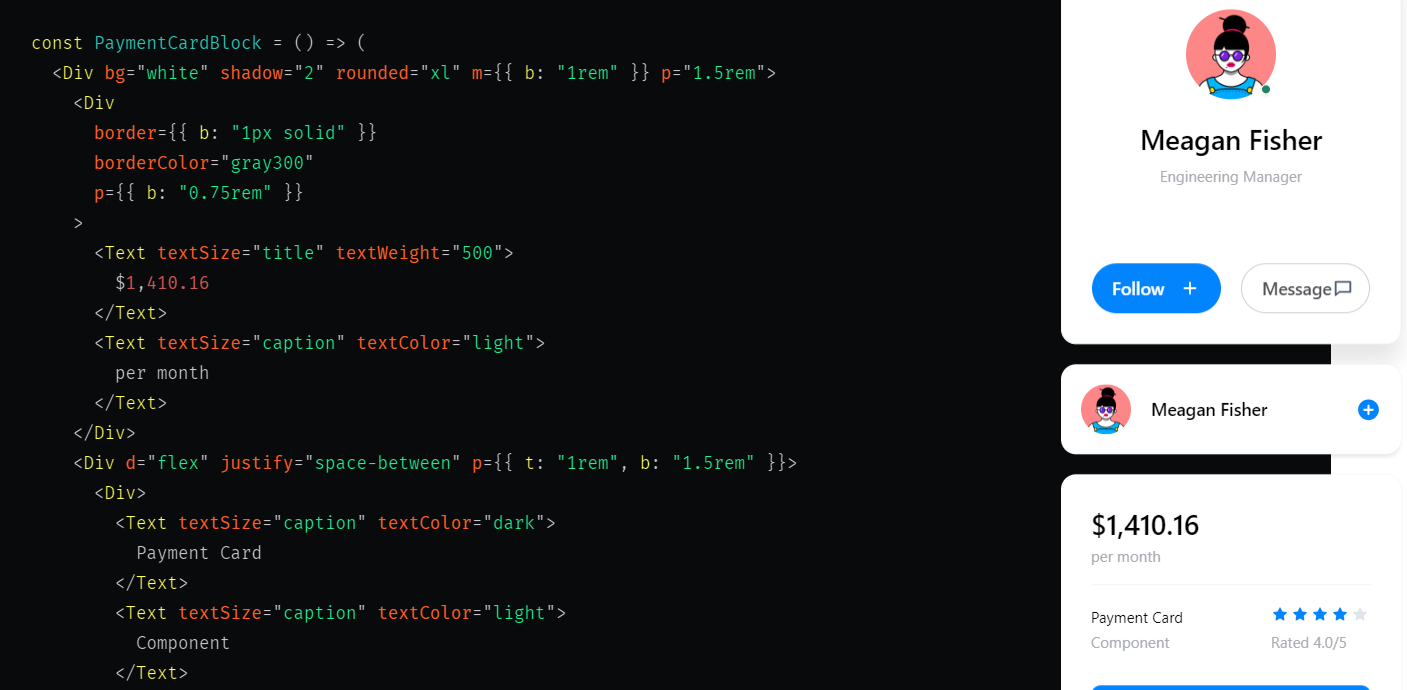 const PaymentCardBlock = () => (
<Div bg="white" shadow="2" rounded="xl" m={{ b: "1rem" }} p="1.5rem">
<Div
border={{ b: "1px solid" }}
borderColor="gray300"
p={{ b: "0.75rem" }}
>
<Text textSize="title" textWeight="500">
$1,410.16
</Text>
<Text textSize="caption" textColor="light">
per month
</Text>
</Div>
<Div d="flex" justify="space-between" p={{ t: "1rem", b: "1.5rem" }}>
<Div>
<Text textSize="caption" textColor="dark">
Payment Card
</Text>
<Text textSize="caption" textColor="light">
Component
</Text>
Meagan Fisher
Engineering Manager
Follow +
Message
Meagan Fisher
$1,410.16
per month
Payment Card
Component
Rated 4.0/5